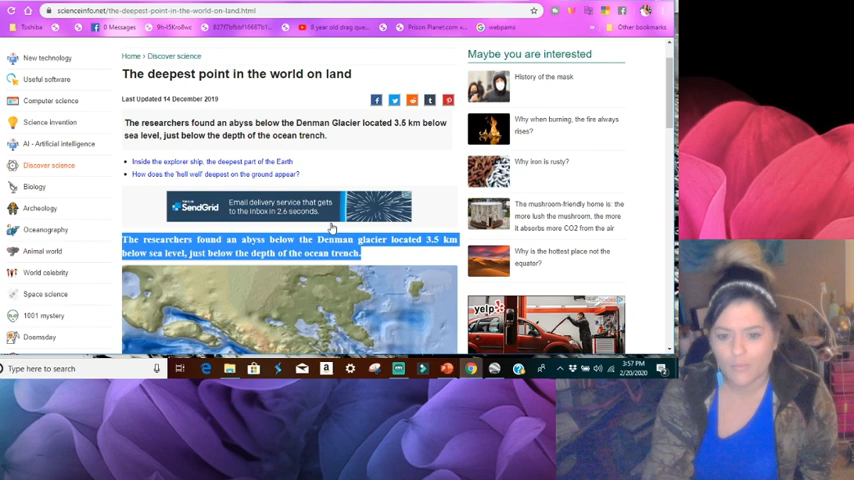 scienceinfo.net/the-deepest-point-in-the-world-on-land.html
Toshiba
0 Messages
9h-I5Kro8wc
8 year old drag que...
Prison Planet.com »...
webpams
Other bookmarks
New technology
Useful software
Computer science
Science invention
AI - Artificial intelligence
Discover science
Biology
Archeology
Oceanography
Animal world
World celebrity
Space science
1001 mystery
Doomsday
Home › Discover science
The deepest point in the world on land
Last Updated 14 December 2019
The researchers found an abyss below the Denman Glacier located 3.5 km below
sea level, just below the depth of the ocean trench.
Inside the explorer ship, the deepest part of the Earth
How does the 'hell well' deepest on the ground appear?
SendGrid
Email delivery service that gets
to the inbox in 2.6 seconds.
The researchers found an abyss below the Denman glacier located 3.5 km
below sea level, just below the depth of the ocean trench.
Maybe you are interested
History of the mask
Why when burning, the fire always
rises?
Why iron is rusty?
The mushroom-friendly home is: the
more lush the mushroom, the more
it absorbs more CO2 from the air
Why is the hottest place not the
equator?
yelp
Type here to search
3:57 PM
2/20/2020